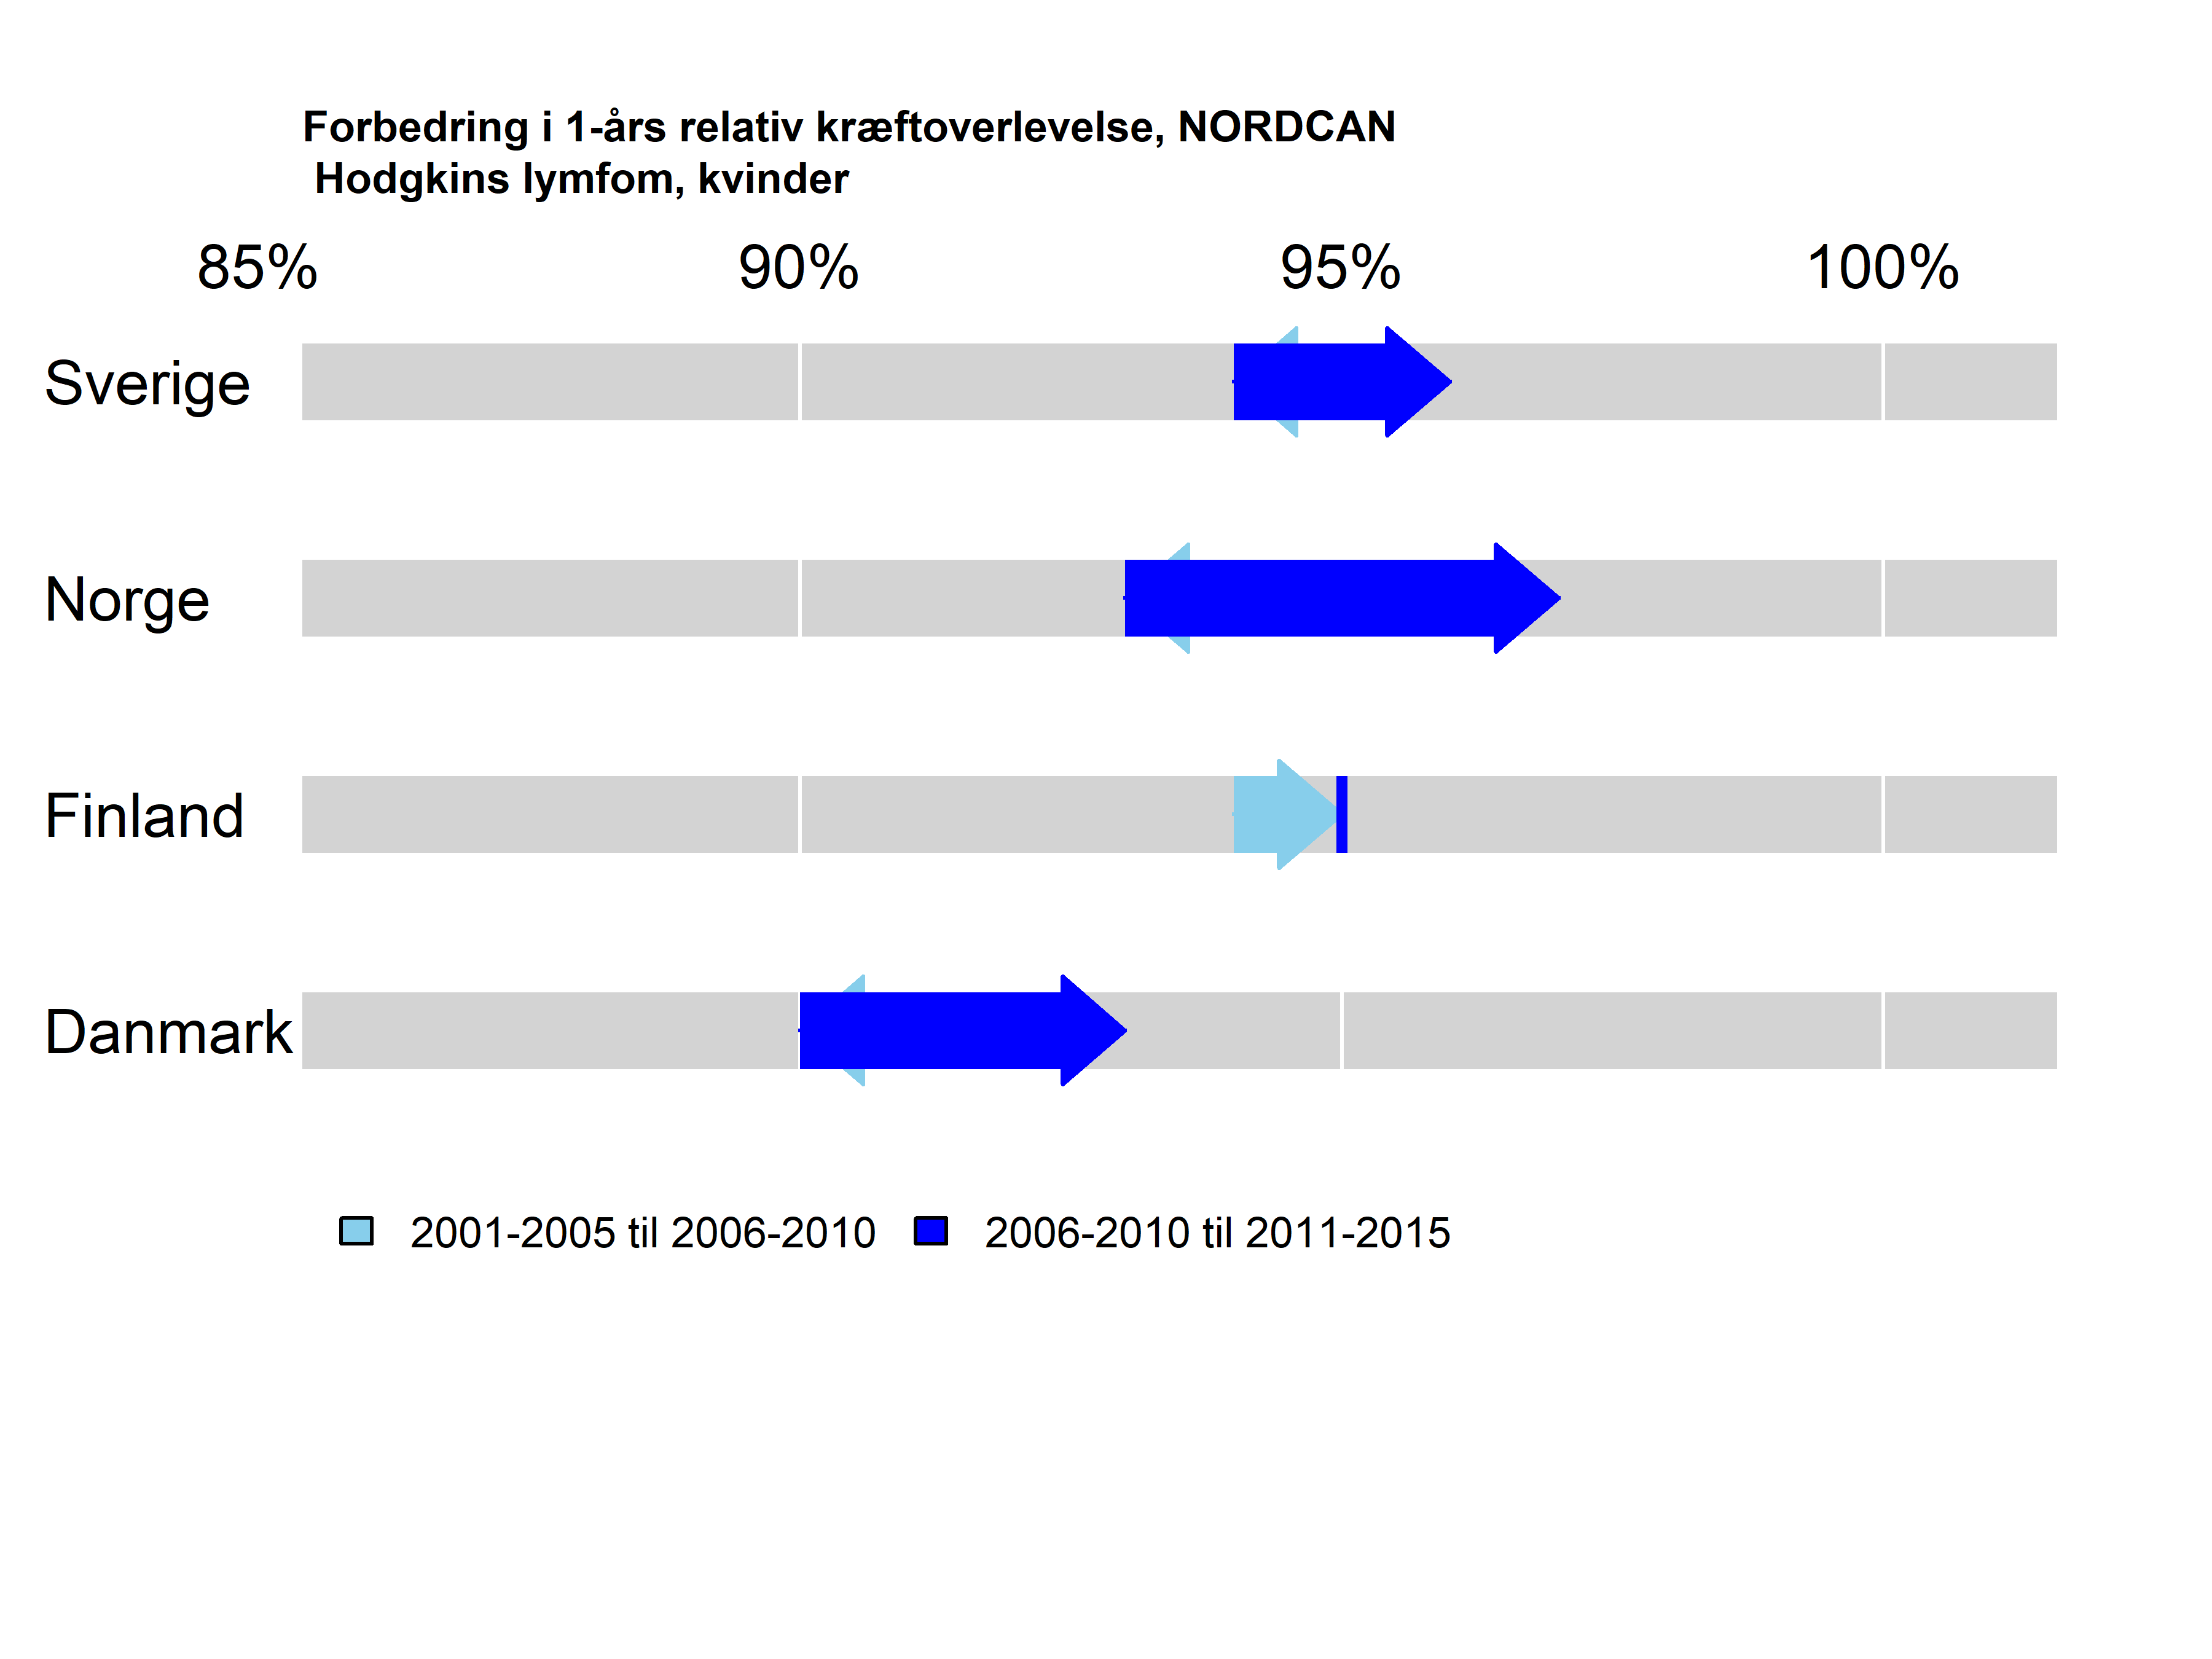 Forbedring i 1-års relativ kræftoverlevelse, NORDCAN
Hodgkins lymfom, kvinder
85% 90% 95% 100%
Sverige
Norge
Finland
Danmark
2001-2005 til 2006-2010 2006-2010 til 2011-2015